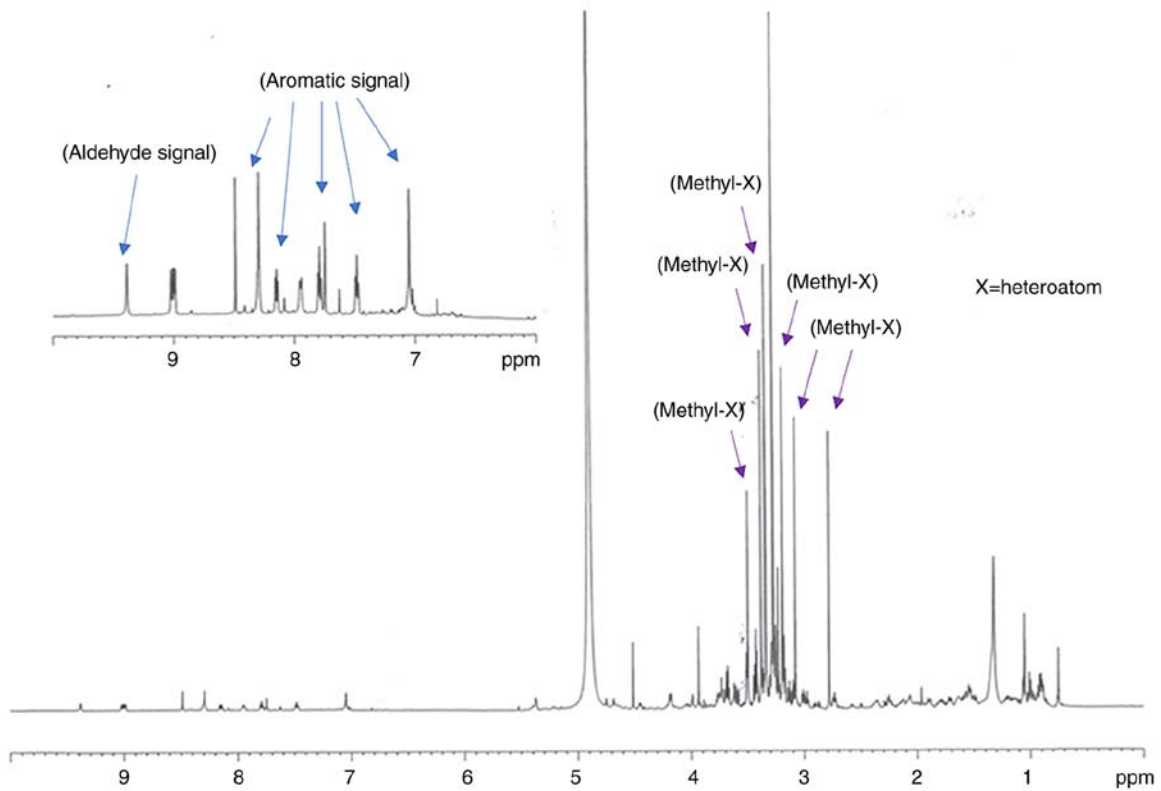 (Aromatic signal)
(Aldehyde signal)
9 8 7 ppm
(Methyl-X)
(Methyl-X)
(Methyl-X)
(Methyl-X)
(Methyl-X)
X=heteroatom
9 8 7 6 5 4 3 2 1 ppm